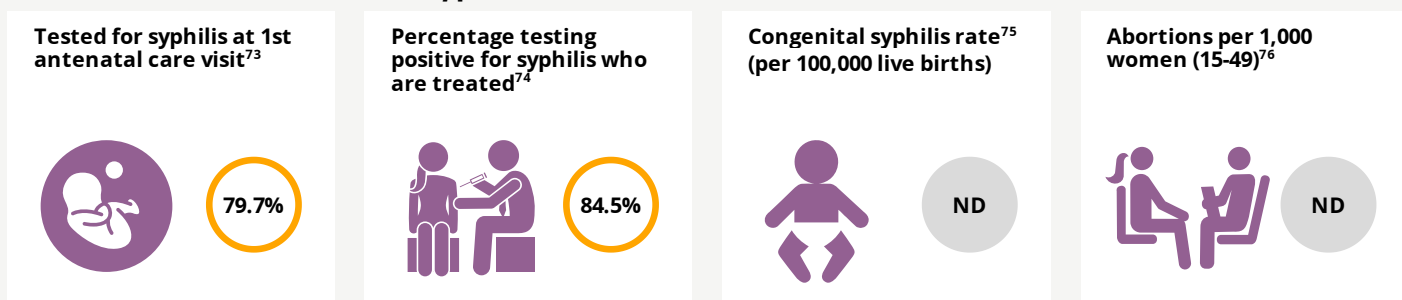 Tested for syphilis at 1st
antenatal care visit73
79.7%
Percentage testing
positive for syphilis who
are treated74
84.5%
Congenital syphilis rate75
(per 100,000 live births)
ND
Abortions per 1,000
women (15-49)76
ND